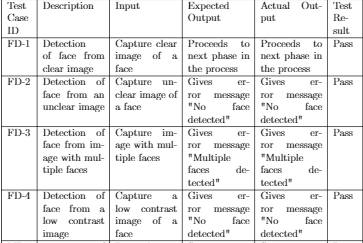 Test Description Input Expected Actual Out- Test
Case Output put Re-
ID sult
FD-1 Detection Capture clear Proceeds to Proceeds to Pass
of face from image of a next phase in next phase in
clear image face the process the process
FD-2 Detection of Capture un- Gives er- Gives er- Pass
face from an clear image of ror message ror message
unclear image a face "No face "No face
detected" detected"
FD-3 Detection of Capture im- Gives er- Gives er- Pass
face from im- age with mul- ror message ror message
age with mul- tiple faces "Multiple "Multiple
tiple faces faces de- faces de-
tected" tected"
FD-4 Detection of Capture a Gives er- Gives er- Pass
face from a low contrast ror message ror message
low contrast image of a "No face "No face
image face detected" detected"